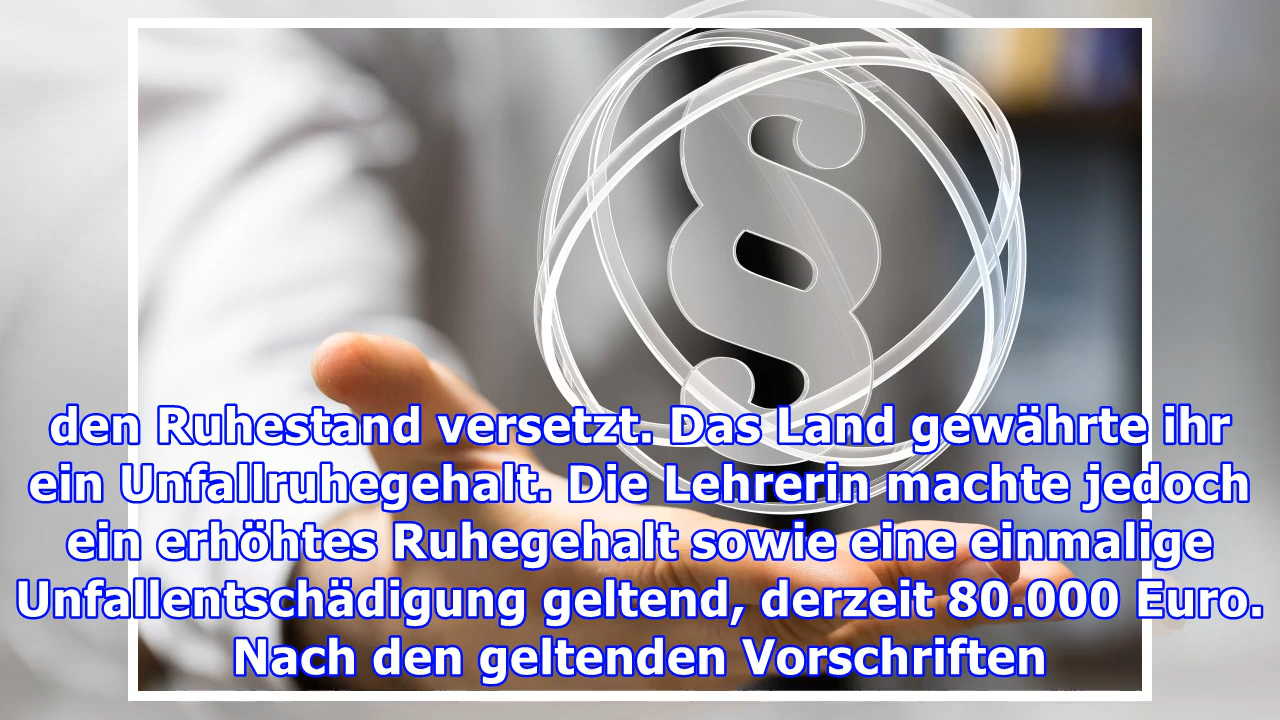 §
den Ruhestand versetzt. Das Land gewährte ihr
ein Unfallruhegehalt. Die Lehrerin machte jedoch
ein erhöhtes Ruhegehalt sowie eine einmalige
Unfallentschädigung geltend, derzeit 80.000 Euro.
Nach den geltenden Vorschriften